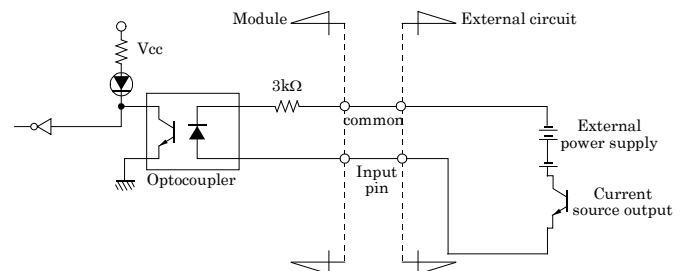 Module
External circuit
Vcc
3kΩ
common
External
power supply
Optocoupler
Input
pin
Current
source output